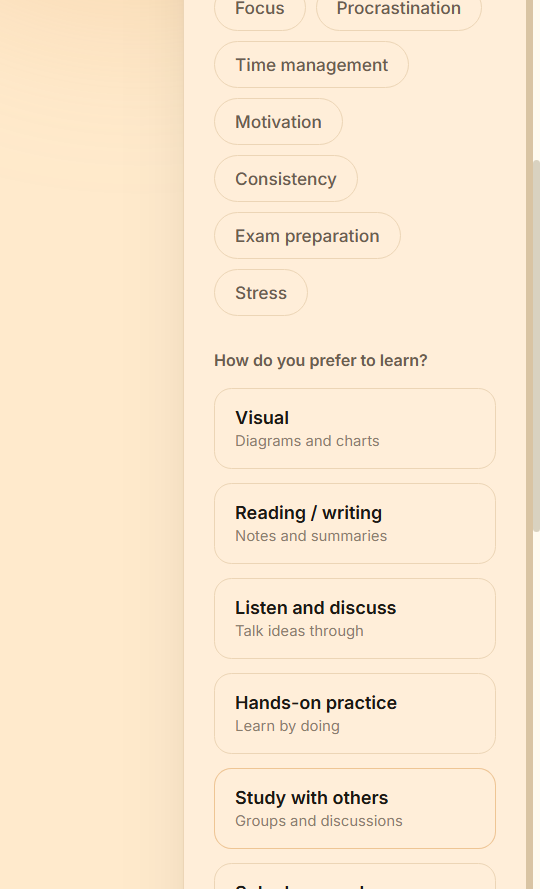 Focus
Procrastination
Time management
Motivation
Consistency
Exam preparation
Stress
How do you prefer to learn?
Visual
Diagrams and charts
Reading / writing
Notes and summaries
Listen and discuss
Talk ideas through
Hands-on practice
Learn by doing
Study with others
Groups and discussions